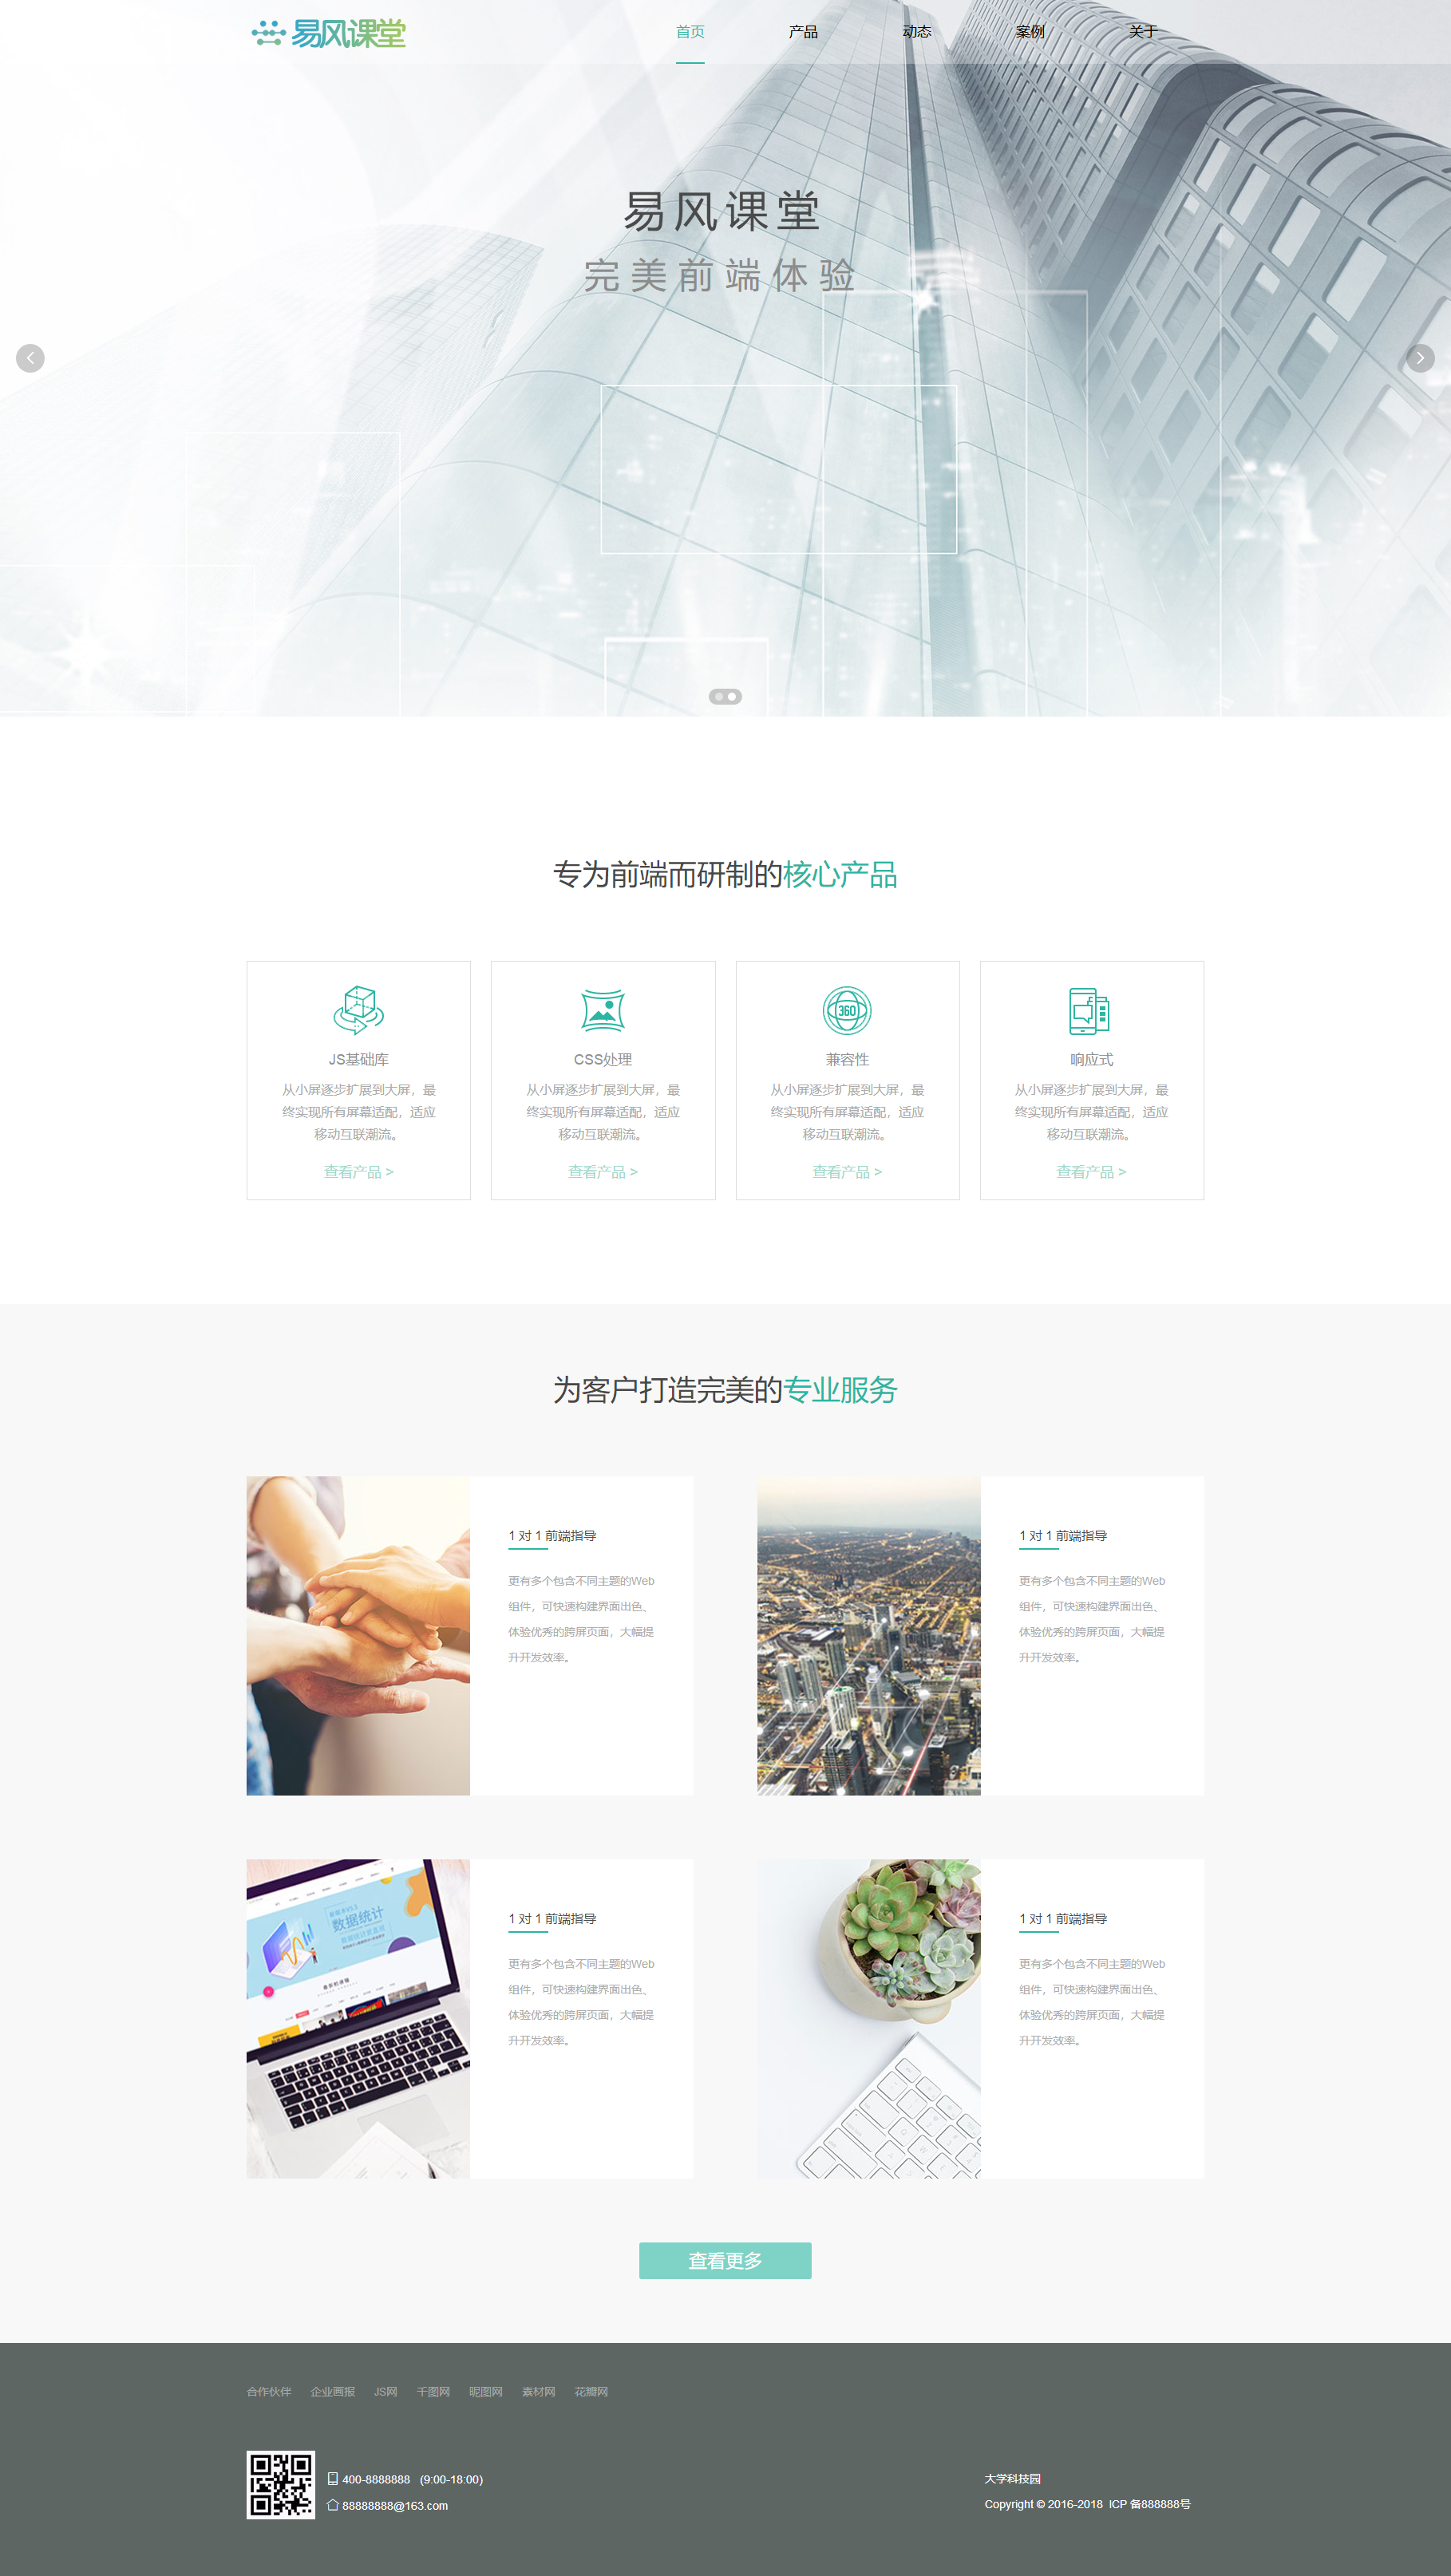 易风课堂
首页 产品 动态 案例 关于
易风课堂
完美前端体验
专为前端而研制的核心产品
360
JS基础库
从小屏逐步扩展到大屏，最
终实现所有屏幕适配，适应
移动互联潮流。
查看产品 >
CSS处理
从小屏逐步扩展到大屏，最
终实现所有屏幕适配，适应
移动互联潮流。
查看产品 >
兼容性
从小屏逐步扩展到大屏，最
终实现所有屏幕适配，适应
移动互联潮流。
查看产品 >
响应式
从小屏逐步扩展到大屏，最
终实现所有屏幕适配，适应
移动互联潮流。
查看产品 >
为客户打造完美的专业服务
1 对 1 前端指导
更有多个包含不同主题的Web
组件，可快速构建界面出色、
体验优秀的跨屏页面，大幅提
升开发效率。
1 对 1 前端指导
更有多个包含不同主题的Web
组件，可快速构建界面出色、
体验优秀的跨屏页面，大幅提
升开发效率。
数据统计
1 对 1 前端指导
更有多个包含不同主题的Web
组件，可快速构建界面出色、
体验优秀的跨屏页面，大幅提
升开发效率。
1 对 1 前端指导
更有多个包含不同主题的Web
组件，可快速构建界面出色、
体验优秀的跨屏页面，大幅提
升开发效率。
查看更多
合作伙伴 企业画报 JS网 千图网 昵图网 素材网 花瓣网
400-8888888 (9:00-18:00)
88888888@163.com
大学科技园
Copyright © 2016-2018 ICP 备888888号